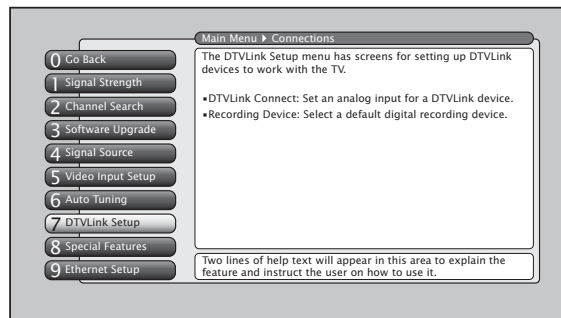 Main Menu ▶ Connections
0 Go Back
1 Signal Strength
2 Channel Search
3 Software Upgrade
4 Signal Source
5 Video Input Setup
6 Auto Tuning
7 DTVLink Setup
8 Special Features
9 Ethernet Setup
The DTVLink Setup menu has screens for setting up DTVLink
devices to work with the TV.
▪DTVLink Connect: Set an analog input for a DTVLink device.
▪Recording Device: Select a default digital recording device.
Two lines of help text will appear in this area to explain the
feature and instruct the user on how to use it.